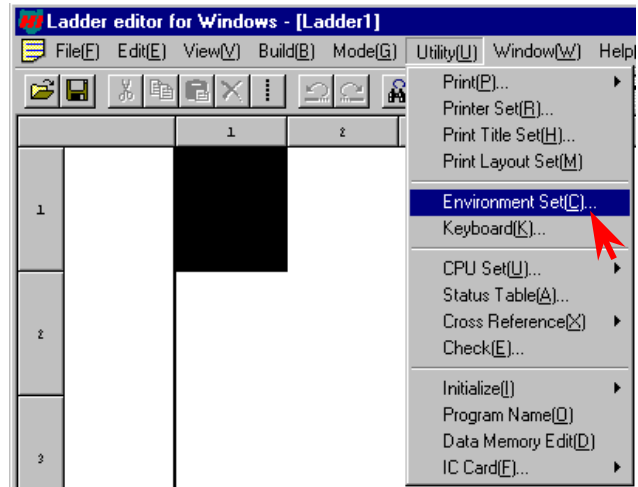 Ladder editor for Windows - [Ladder1]
File(F) Edit(E) View(V) Build(B) Mode(G) Utility(U) Window(W) Help
Print(P)...
Printer Set(R)...
Print Title Set(H)...
Print Layout Set(M)
1 2
Environment Set(C)...
1
Keyboard(K)...
CPU Set(U)...
Status Table(A)...
Cross Reference(X)
2
Check(E)...
Initialize(I)
Program Name(O)
Data Memory Edit(D)
3
IC Card(F)...